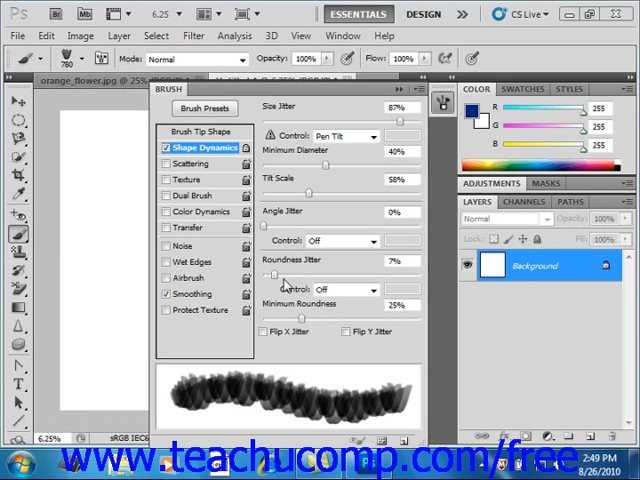 Ps Br Mb 6.25 ESSENTIALS DESIGN CS Live
File Edit Image Layer Select Filter Analysis 3D View Window Help
780 Mode: Normal Opacity: 100% Flow: 100%
orange_flower.jpg @ 25%
BRUSH
Brush Presets
Brush Tip Shape
Shape Dynamics
Scattering
Texture
Dual Brush
Color Dynamics
Transfer
Noise
Wet Edges
Airbrush
Smoothing
Protect Texture
Size Jitter 87%
Control: Pen Tilt
Minimum Diameter 40%
Tilt Scale 58%
Angle Jitter 0%
Control: Off
Roundness Jitter 7%
Control: Off
Minimum Roundness 25%
Flip X Jitter Flip Y Jitter
COLOR SWATCHES STYLES
R 255
G 255
B 255
ADJUSTMENTS MASKS
LAYERS CHANNELS PATHS
Normal Opacity: 100%
Lock: Fill: 100%
Background
6.25% sRGB IEC6
www.teachucomp.com/free
2:49 PM
8/26/2010